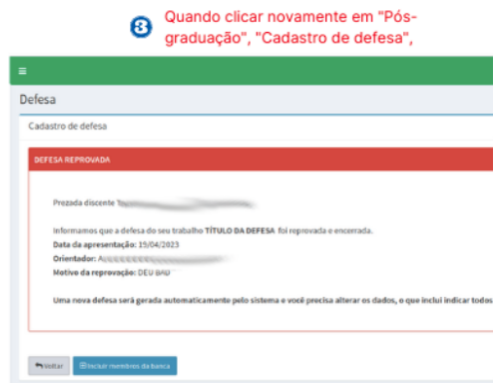 3 Quando clicar novamente em "Pós-
graduação", "Cadastro de defesa",
Defesa
Cadastro de defesa
DEFESA REPROVADA
Prezada discente
Informamos que a defesa do seu trabalho TÍTULO DA DEFESA foi reprovada e encerrada.
Data da apresentação: 19/04/2023
Orientador:
Motivo da reprovação: DEU BAD
Uma nova defesa será gerada automaticamente pelo sistema e você precisa alterar os dados, o que inclui indicar todos
Voltar Incluir membros da banca